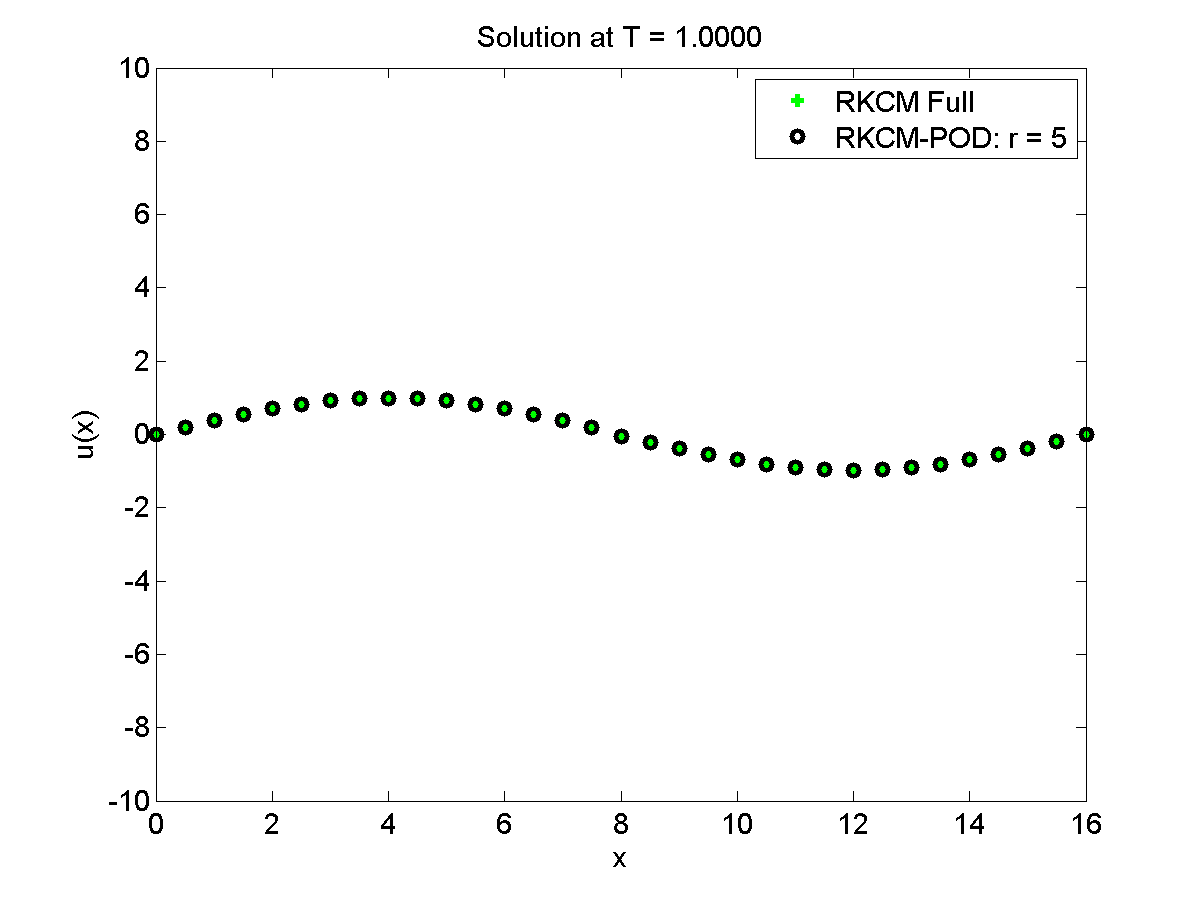 Solution at T = 1.0000
RKCM Full
RKCM-POD: r = 5
10
8
6
4
2
0
-2
-4
-6
-8
-10
u(x)
0 2 4 6 8 10 12 14 16
x